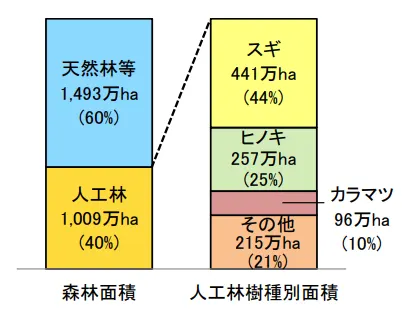 天然林等
1,493万ha
(60%)
人工林
1,009万ha
(40%)
森林面積
スギ
441万ha
(44%)
ヒノキ
257万ha
(25%)
カラマツ
96万ha
(10%)
その他
215万ha
(21%)
人工林樹種別面積